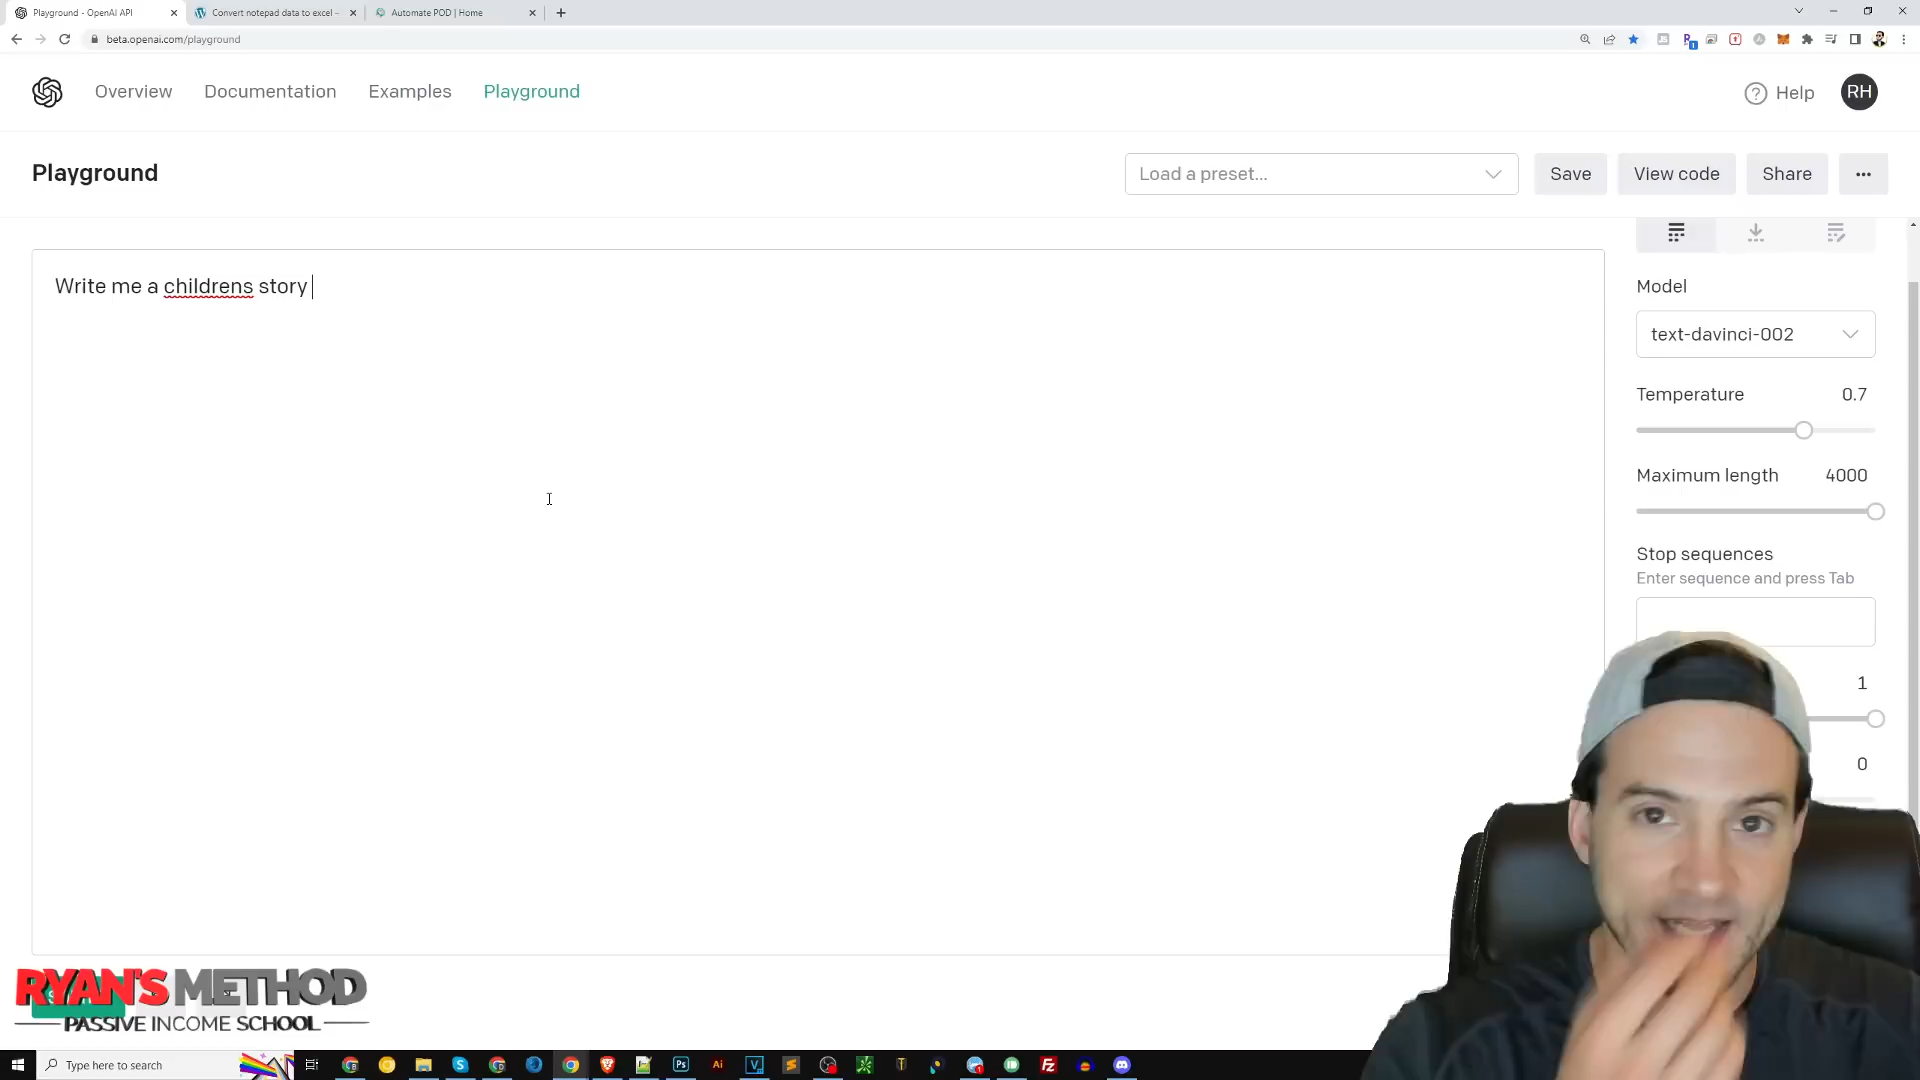 Playground - OpenAI API
Convert notepad data to excel -
Automate POD | Home
beta.openai.com/playground
Overview
Documentation
Examples
Playground
Help
RH
Playground
Load a preset...
Save
View code
Share
Write me a childrens story
Model
text-davinci-002
Temperature
0.7
Maximum length
4000
Stop sequences
Enter sequence and press Tab
1
0
RYAN'S METHOD
PASSIVE INCOME SCHOOL
Type here to search